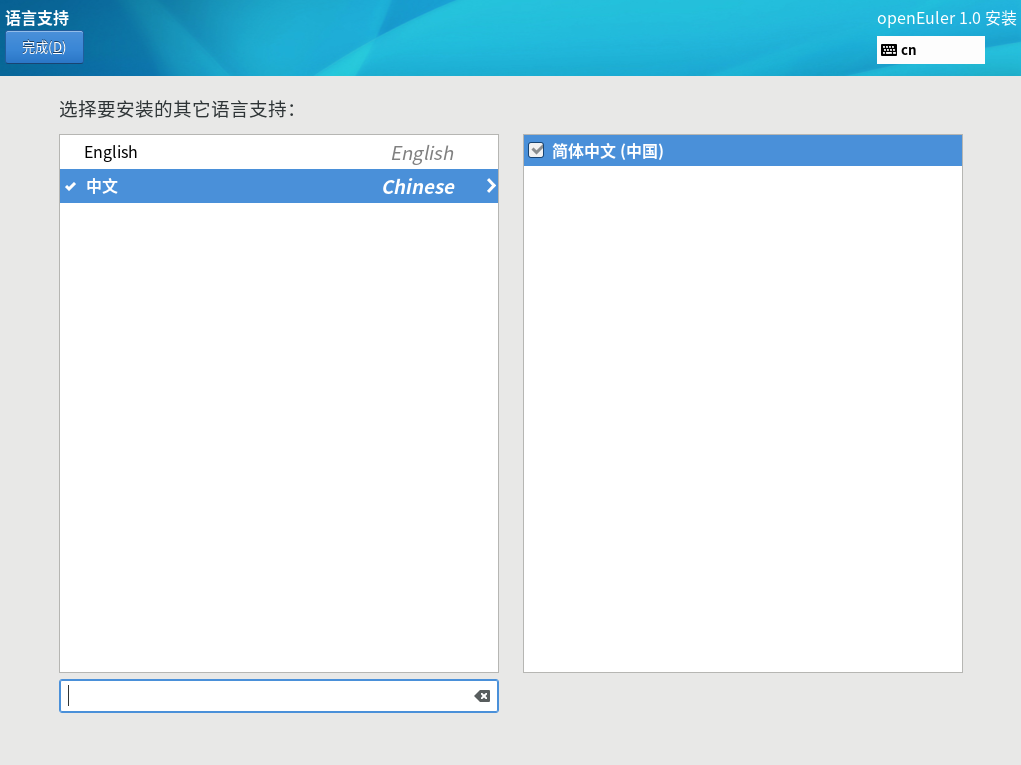 语言支持
openEuler 1.0 安装
完成(D)
cn
选择要安装的其它语言支持：
English English
中文 Chinese
简体中文 (中国)